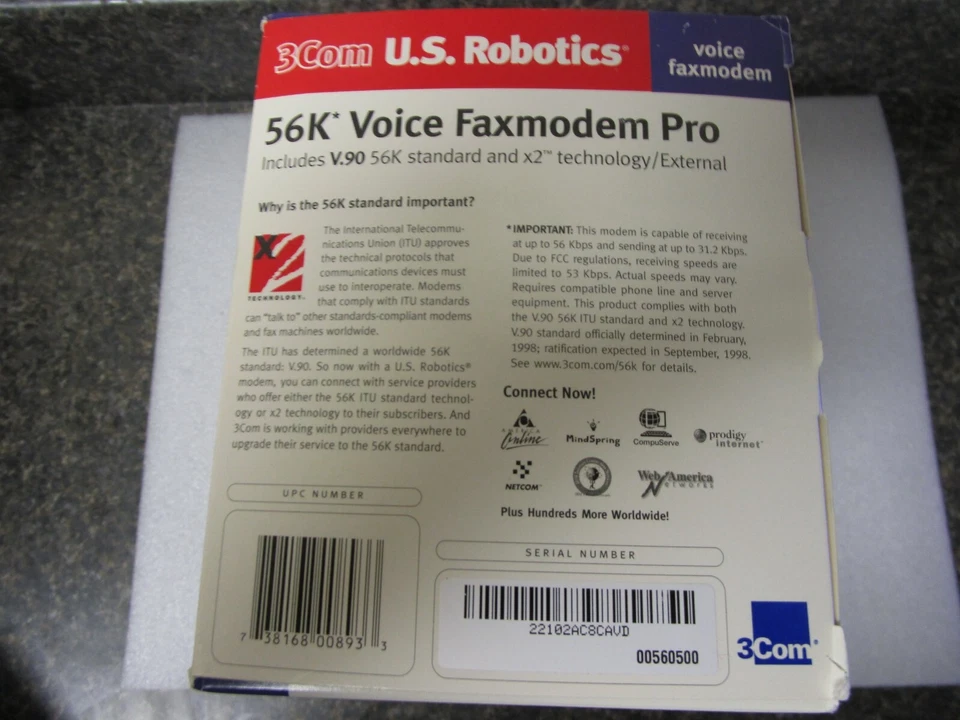 3Com U.S. Robotics®
voice
faxmodem
56K* Voice Faxmodem Pro
Includes V.90 56K standard and x2™ technology/External
Why is the 56K standard important?
X2
TECHNOLOGY™
The International Telecommu-
nications Union (ITU) approves
the technical protocols that
communications devices must
use to interoperate. Modems
that comply with ITU standards
can "talk to" other standards-compliant modems
and fax machines worldwide.
The ITU has determined a worldwide 56K
standard: V.90. So now with a U.S. Robotics®
modem, you can connect with service providers
who offer either the 56K ITU standard technol-
ogy or x2 technology to their subscribers. And
3Com is working with providers everywhere to
upgrade their service to the 56K standard.
*IMPORTANT: This modem is capable of receiving
at up to 56 Kbps and sending at up to 31.2 Kbps.
Due to FCC regulations, receiving speeds are
limited to 53 Kbps. Actual speeds may vary.
Requires compatible phone line and server
equipment. This product complies with both
the V.90 56K ITU standard and x2 technology.
V.90 standard officially determined in February,
1998; ratification expected in September, 1998.
See www.3com.com/56k for details.
Connect Now!
AMERICA
Online
MindSpring
CompuServe
prodigy
internet™
NETCOM™
Web America
NETWORKS
Plus Hundreds More Worldwide!
UPC NUMBER
7 38168 00893 3
SERIAL NUMBER
22102AC8CAVD
00560500
3Com®